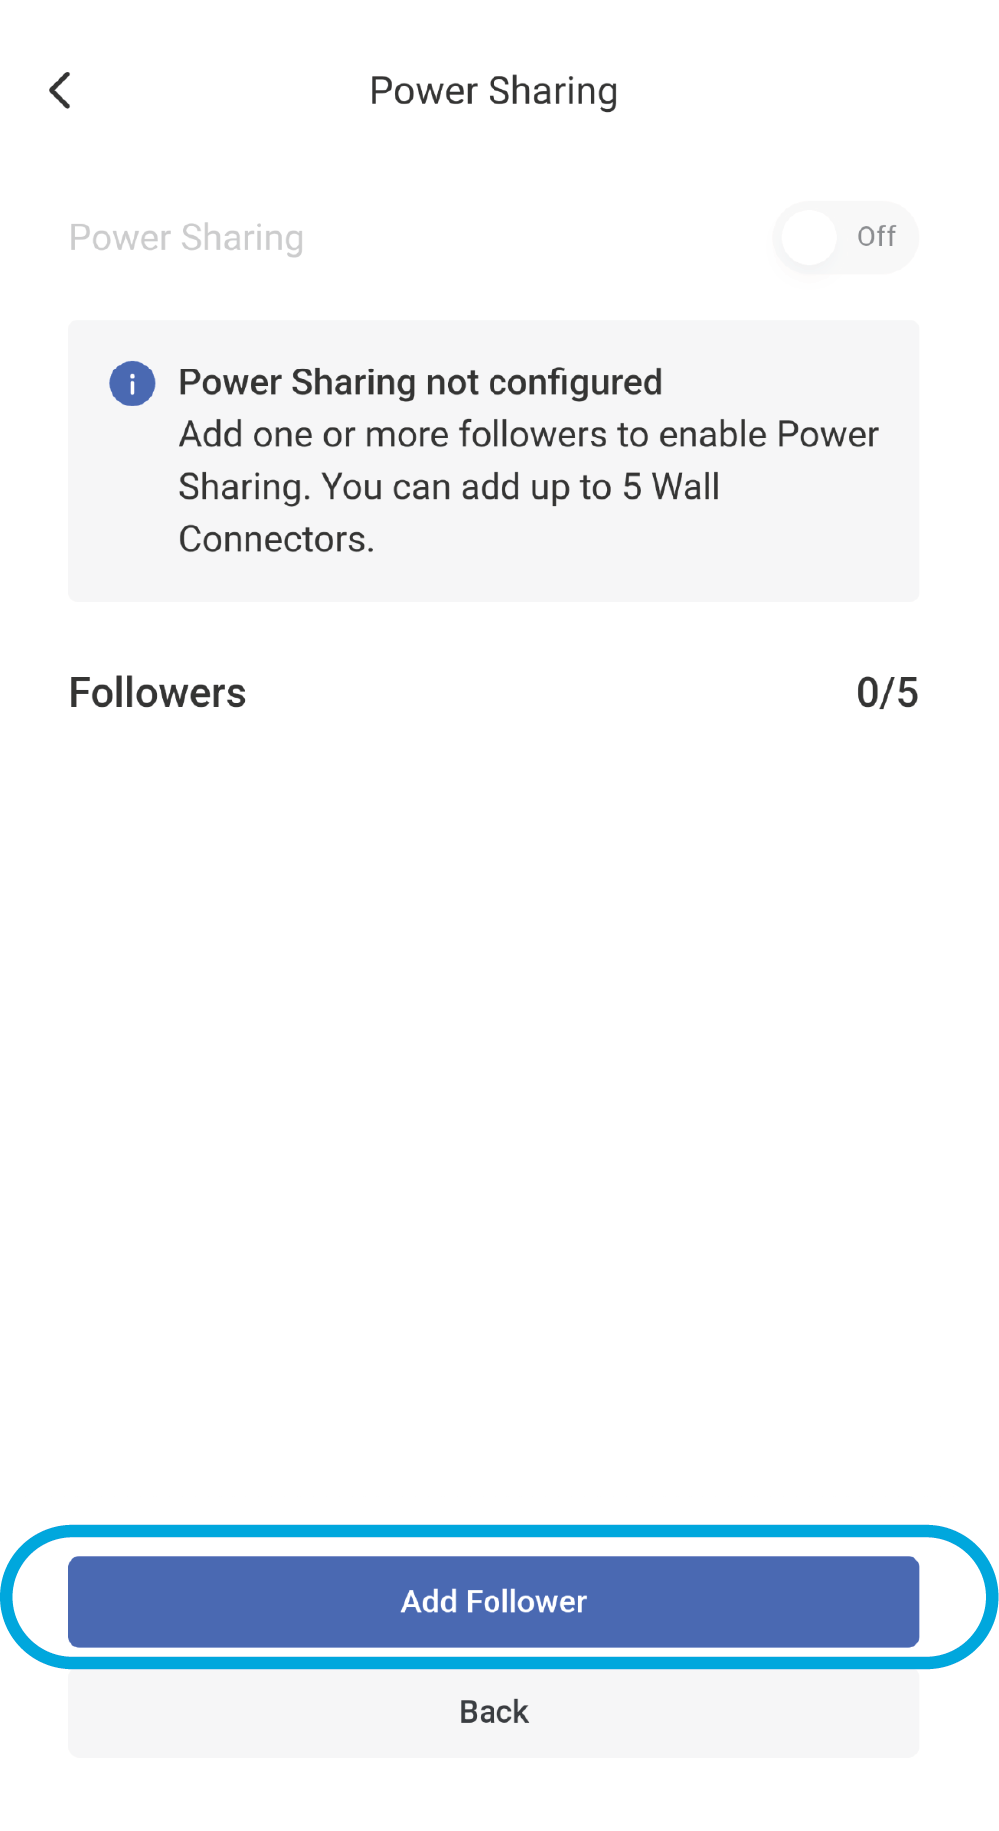 Power Sharing
Power Sharing Off
Power Sharing not configured
Add one or more followers to enable Power
Sharing. You can add up to 5 Wall
Connectors.
Followers 0/5
Add Follower
Back